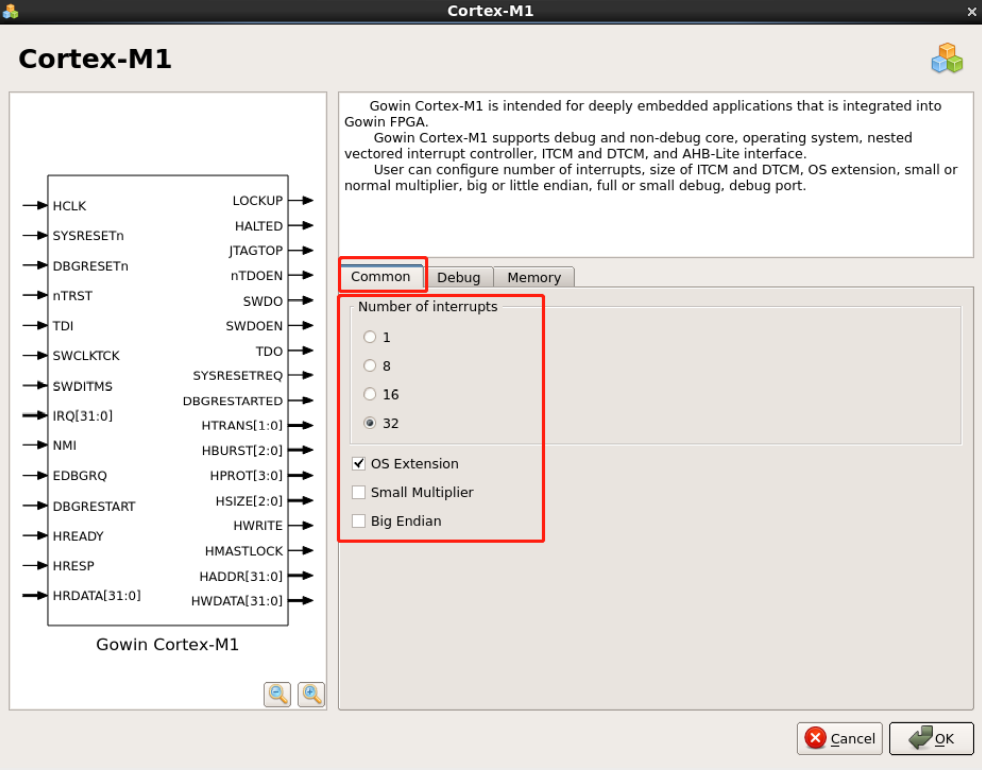 Cortex-M1
Cortex-M1
HCLK
SYSRESETn
DBGRESETn
nTRST
TDI
SWCLKTCK
SWDITMS
IRQ[31:0]
NMI
EDBGRQ
DBGRESTART
HREADY
HRESP
HRDATA[31:0]
LOCKUP
HALTED
JTAGTOP
nTDOEN
SWDO
SWDOEN
TDO
SYSRESETREQ
DBGRESTARTED
HTRANS[1:0]
HBURST[2:0]
HPROT[3:0]
HSIZE[2:0]
HWRITE
HMASTLOCK
HADDR[31:0]
HWDATA[31:0]
Gowin Cortex-M1
Gowin Cortex-M1 is intended for deeply embedded applications that is integrated into
Gowin FPGA.
Gowin Cortex-M1 supports debug and non-debug core, operating system, nested
vectored interrupt controller, ITCM and DTCM, and AHB-Lite interface.
User can configure number of interrupts, size of ITCM and DTCM, OS extension, small or
normal multiplier, big or little endian, full or small debug, debug port.
Common Debug Memory
Number of interrupts
1
8
16
32
OS Extension
Small Multiplier
Big Endian
Cancel OK